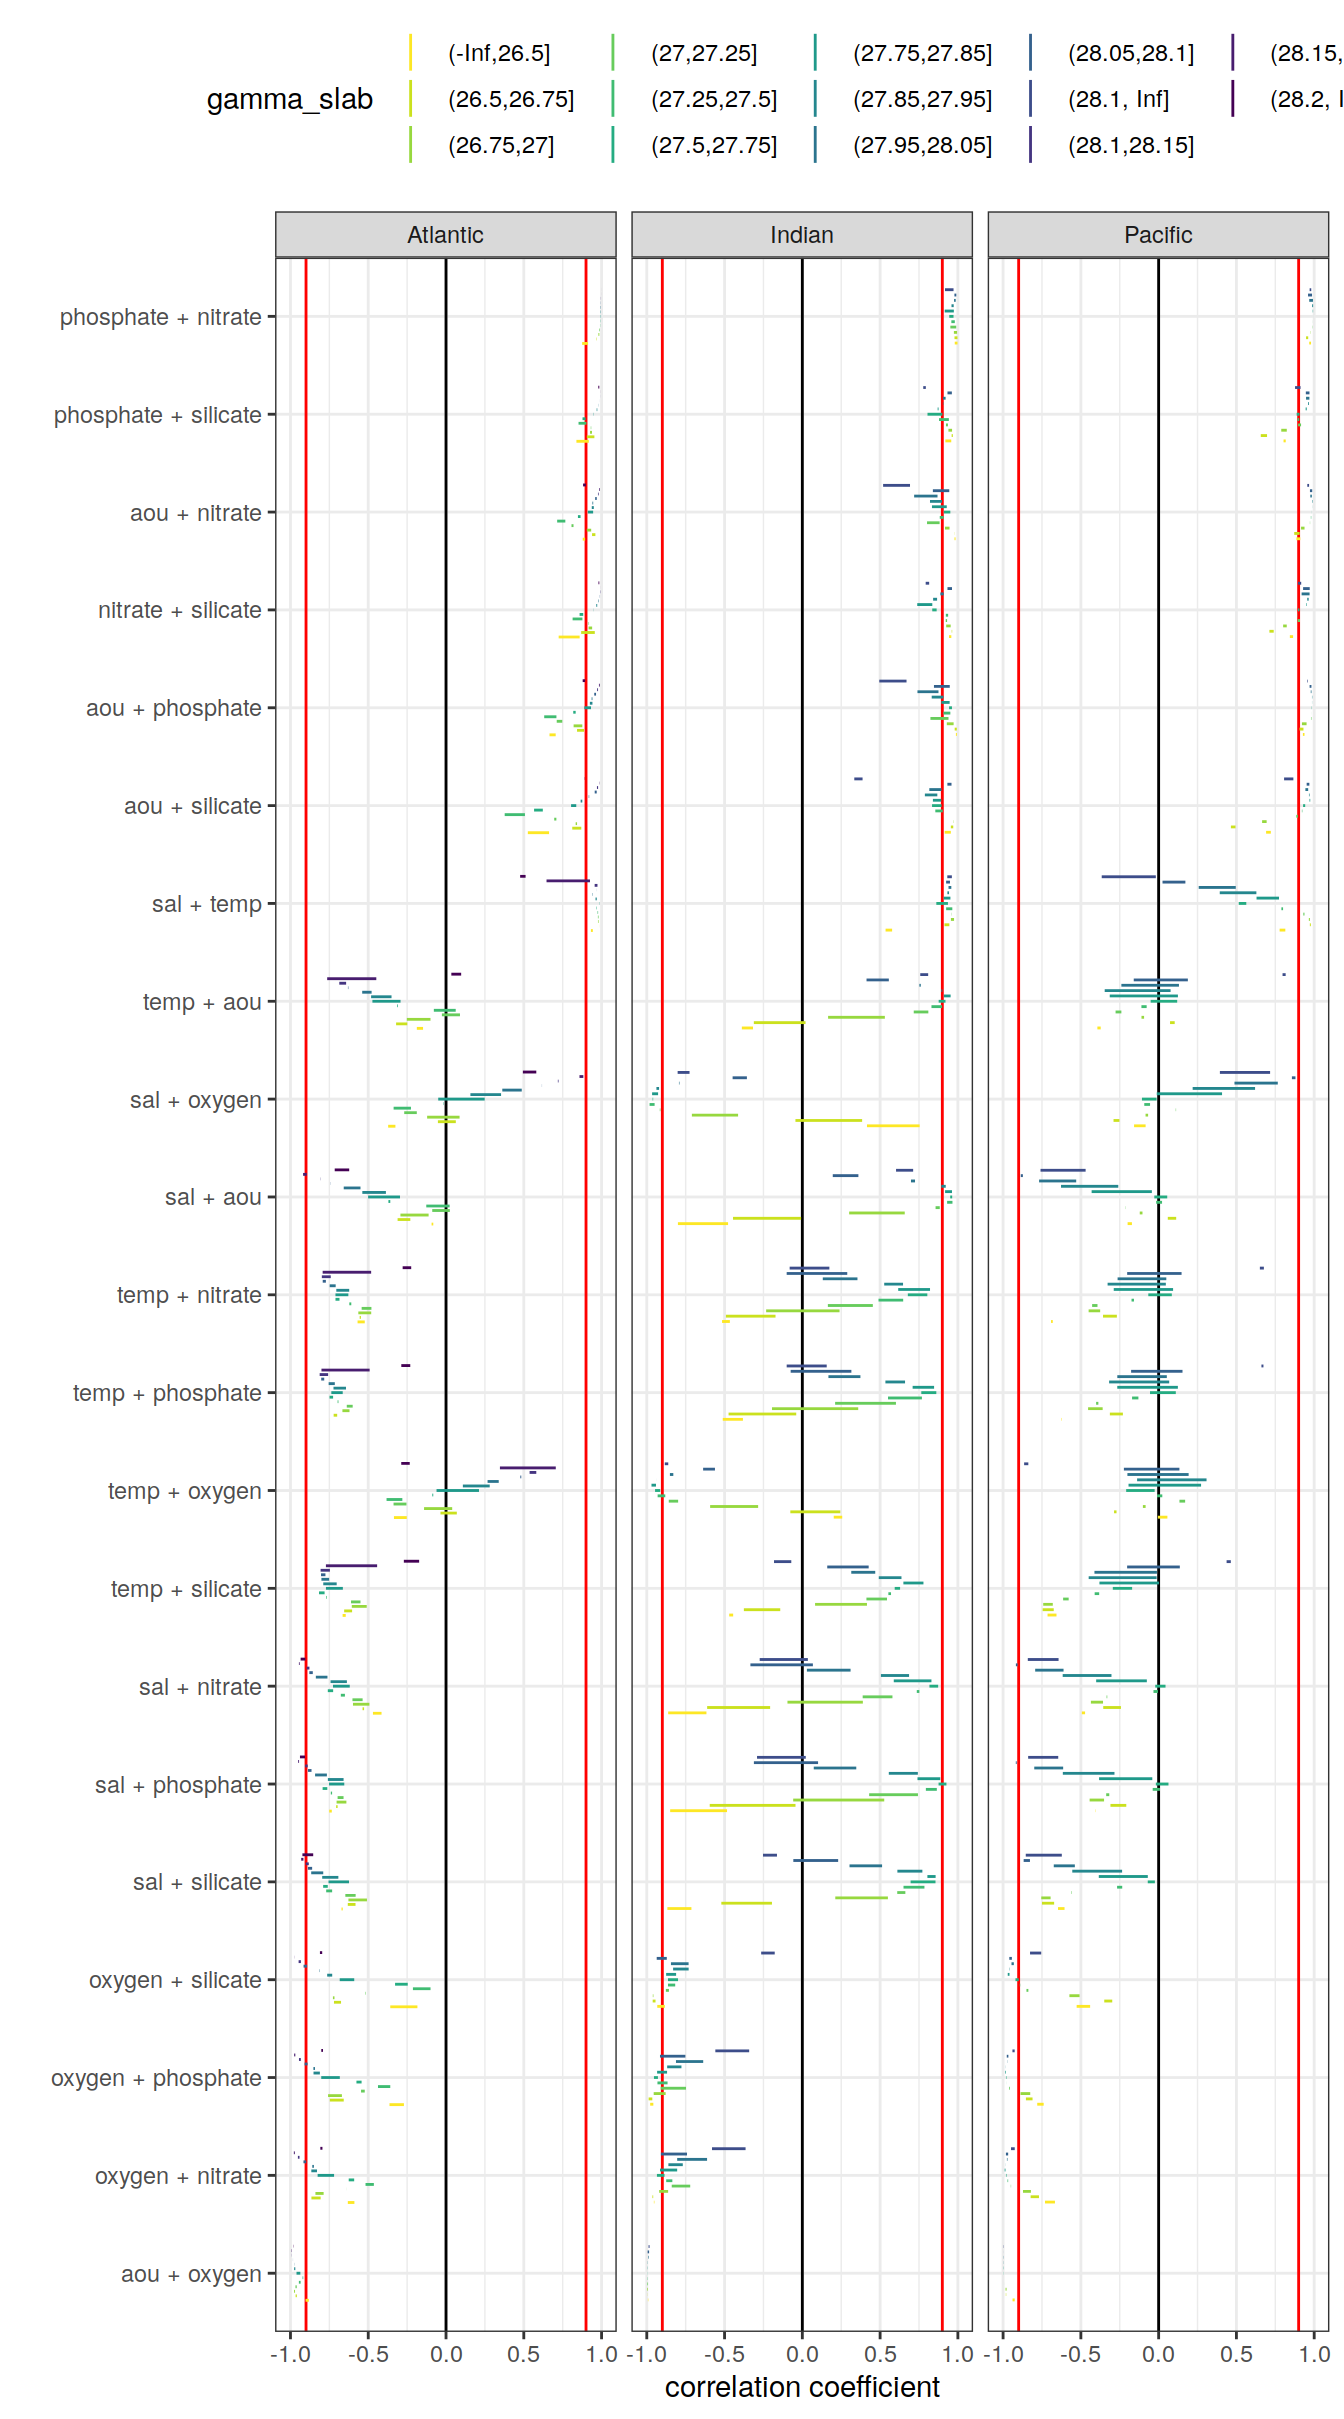 gamma_slab
(-Inf,26.5] (27,27.25] (27.75,27.85] (28.05,28.1] (28.15,
(26.5,26.75] (27.25,27.5] (27.85,27.95] (28.1, Inf] (28.2,
(26.75,27] (27.5,27.75] (27.95,28.05] (28.1,28.15]
Atlantic Indian Pacific
phosphate + nitrate
phosphate + silicate
aou + nitrate
nitrate + silicate
aou + phosphate
aou + silicate
sal + temp
temp + aou
sal + oxygen
sal + aou
temp + nitrate
temp + phosphate
temp + oxygen
temp + silicate
sal + nitrate
sal + phosphate
sal + silicate
oxygen + silicate
oxygen + phosphate
oxygen + nitrate
aou + oxygen
-1.0 -0.5 0.0 0.5 1.0 -1.0 -0.5 0.0 0.5 1.0 -1.0 -0.5 0.0 0.5 1.0
correlation coefficient